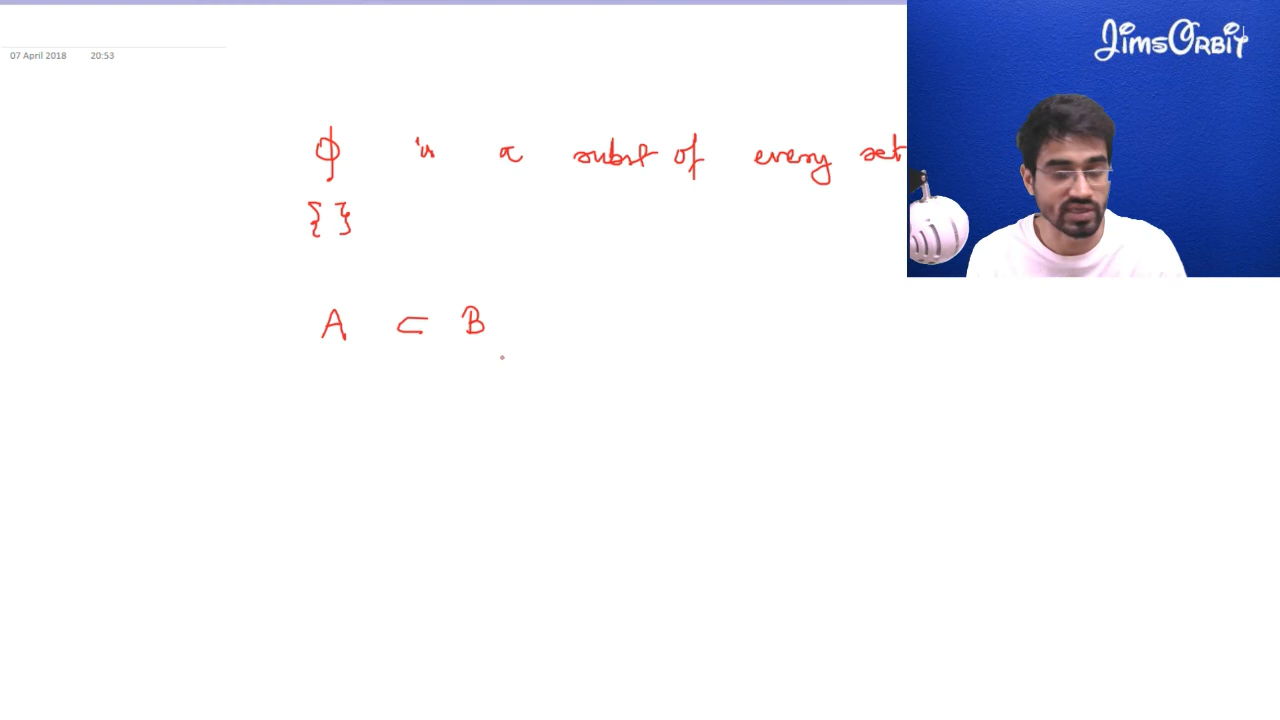 JIMSORBIT
07 April 2018 20:53
ϕ is a subset of every set
{ }
A ⊂ B